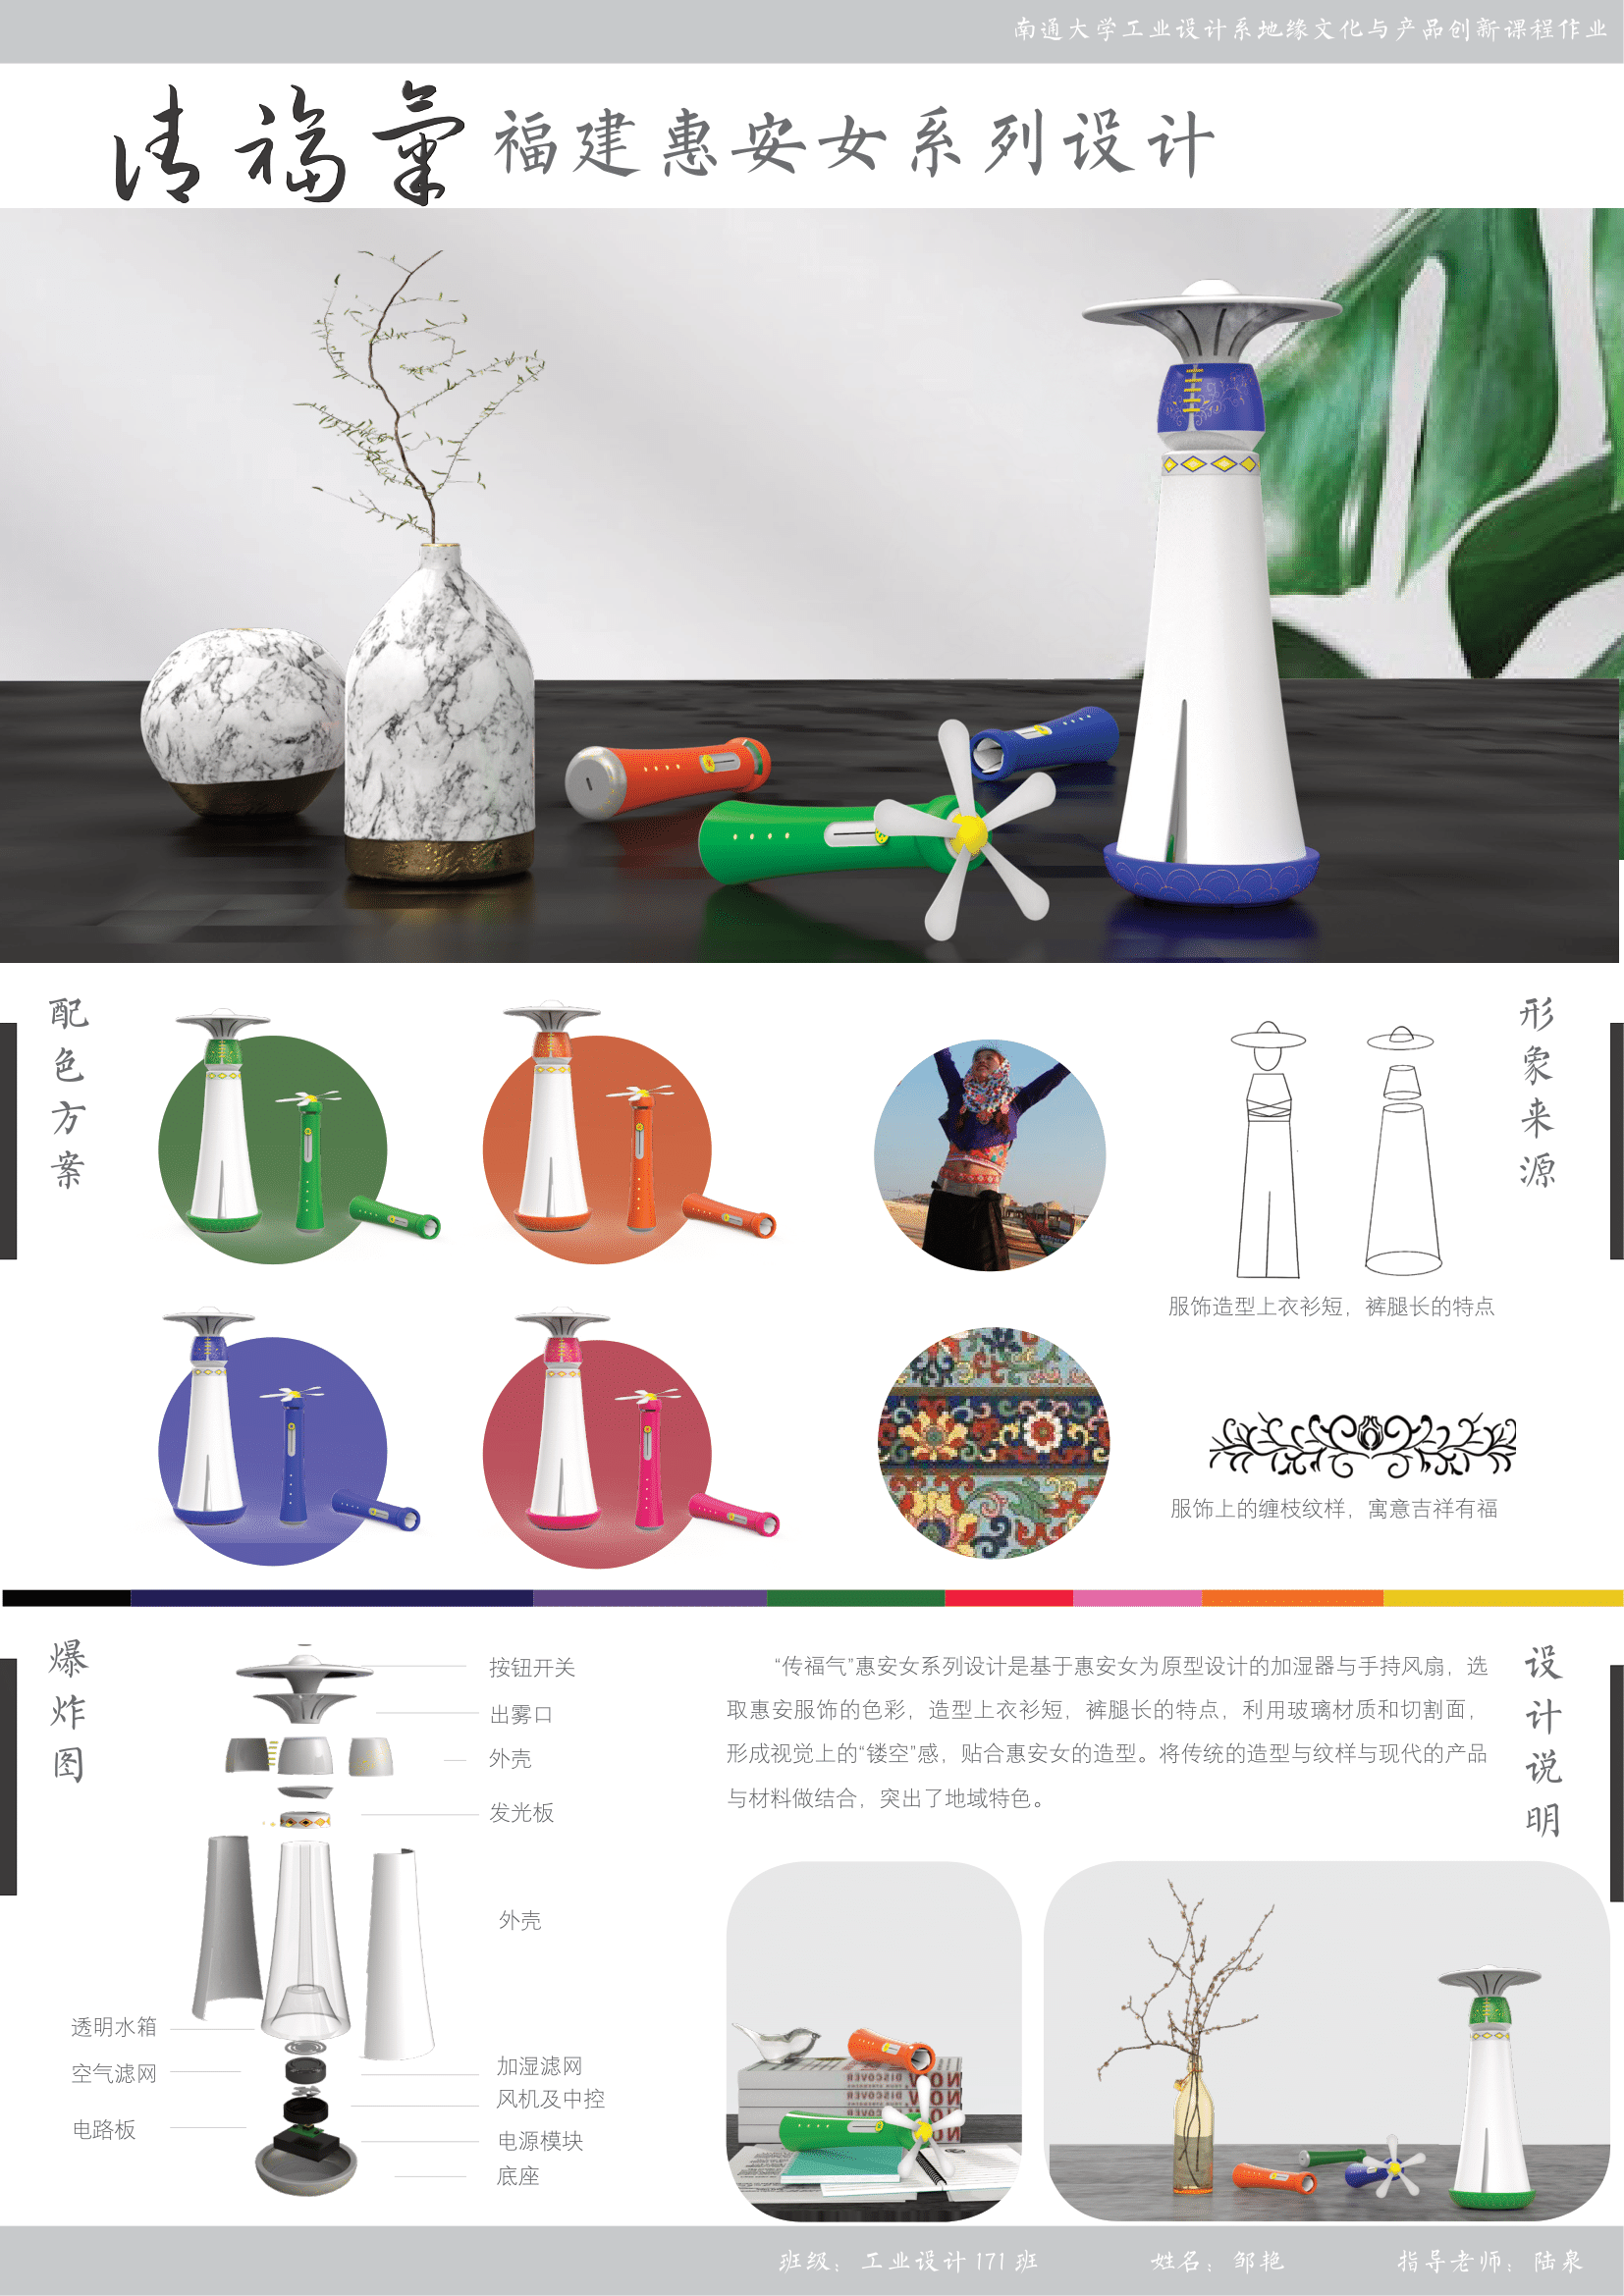 南通大学工业设计系地缘文化与产品创新课程作业
福建惠安女系列设计
配色方案
形象来源
服饰造型上衣衫短，裤腿长的特点
服饰上的缠枝纹样，寓意吉祥有福
爆炸图
按钮开关
出雾口
外壳
发光板
外壳
透明水箱
空气滤网
电路板
加湿滤网
风机及中控
电源模块
底座
设计说明
“传福气”惠安女系列设计是基于惠安女为原型设计的加湿器与手持风扇，选
取惠安服饰的色彩，造型上衣衫短，裤腿长的特点，利用玻璃材质和切割面，
形成视觉上的“镂空”感，贴合惠安女的造型。将传统的造型与纹样与现代的产品
与材料做结合，突出了地域特色。
NOW
DISCOVER
NOW
DISCOVER
NOW
班级：工业设计171班
姓名：邹艳
指导老师：陆泉